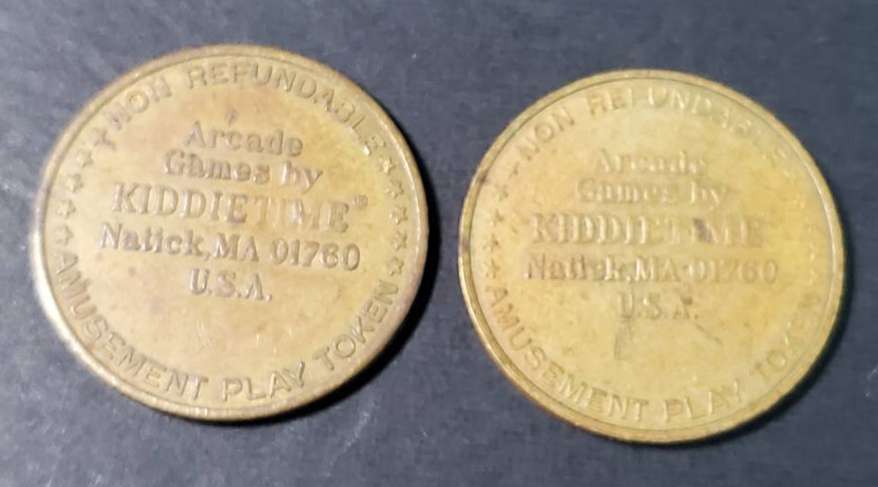 NON REFUNDABLE
Arcade
Games by
KIDDIETIME®
Natick, MA 01760
U.S.A.
AMUSEMENT PLAY TOKEN
NON REFUNDABLE
Arcade
Games by
KIDDIETIME
Natick, MA 01760
U.S.A.
AMUSEMENT PLAY TOKEN